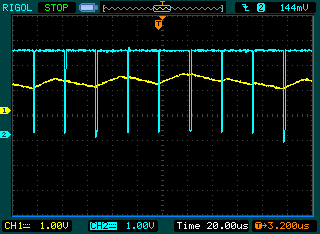 RIGOL STOP T 2 144mV
T
1
2
CH1 1.00V CH2 1.00V Time 20.00us T→3.200us